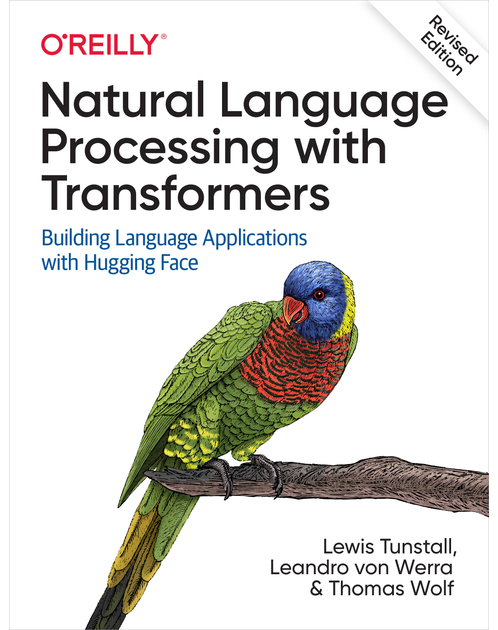 O'REILLY®
Revised
Edition
Natural Language
Processing with
Transformers
Building Language Applications
with Hugging Face
Lewis Tunstall,
Leandro von Werra
& Thomas Wolf